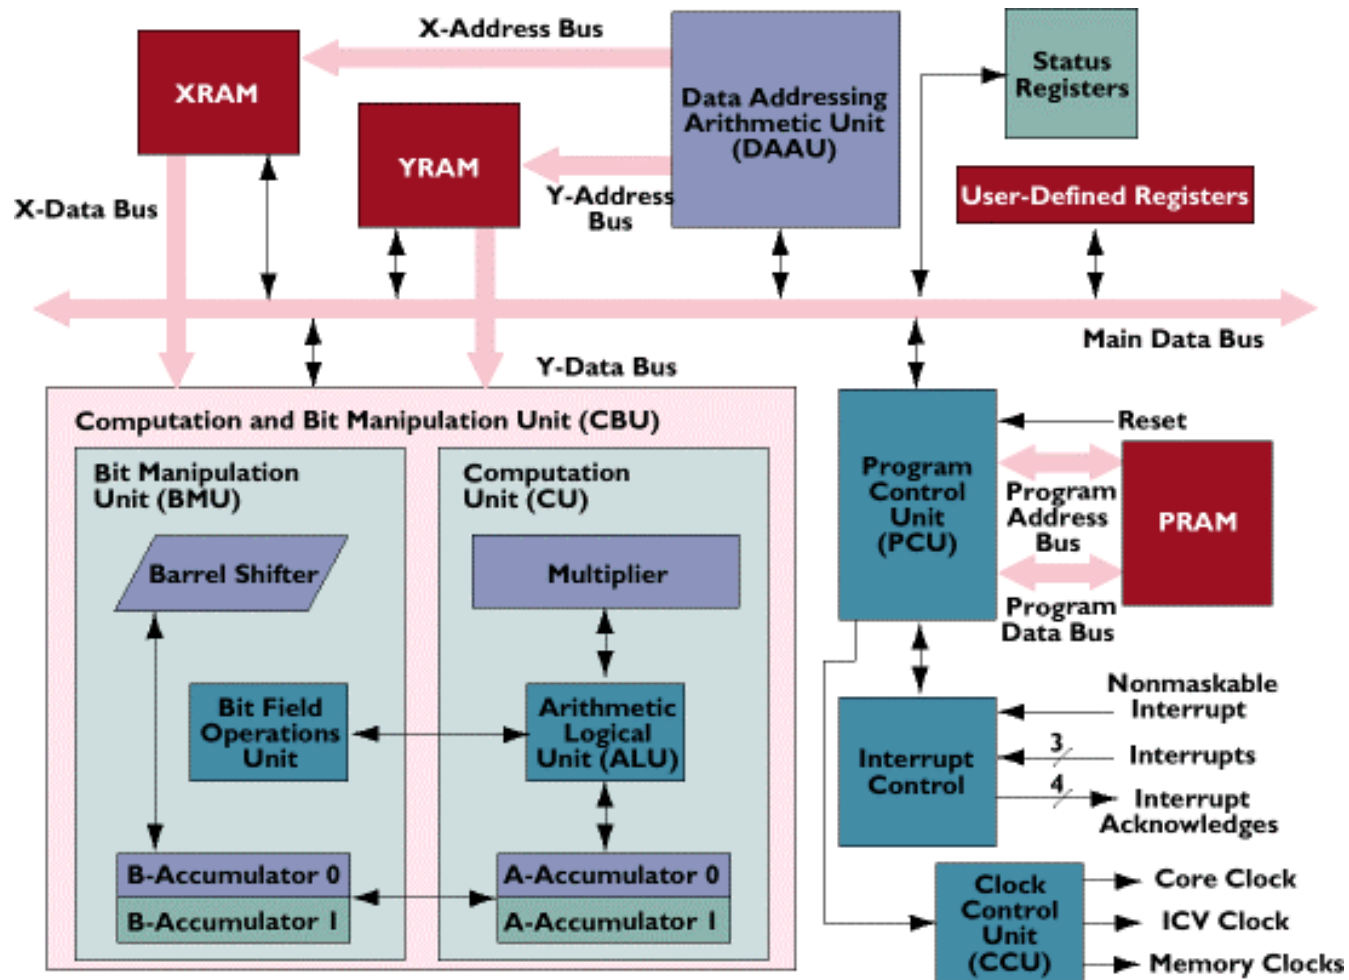 X-Address Bus
XRAM
Data Addressing
Arithmetic Unit
(DAAU)
Status
Registers
YRAM
X-Data Bus
Y-Address
Bus
User-Defined Registers
Main Data Bus
Y-Data Bus
Computation and Bit Manipulation Unit (CBU)
Bit Manipulation
Unit (BMU)
Computation
Unit (CU)
Barrel Shifter
Multiplier
Bit Field
Operations
Unit
Arithmetic
Logical
Unit (ALU)
B-Accumulator 0
B-Accumulator 1
A-Accumulator 0
A-Accumulator 1
Program
Control
Unit
(PCU)
Reset
Program
Address
Bus
PRAM
Program
Data Bus
Interrupt
Control
Nonmaskable
Interrupt
3
Interrupts
4
Interrupt
Acknowledges
Clock
Control
Unit
(CCU)
Core Clock
ICV Clock
Memory Clocks